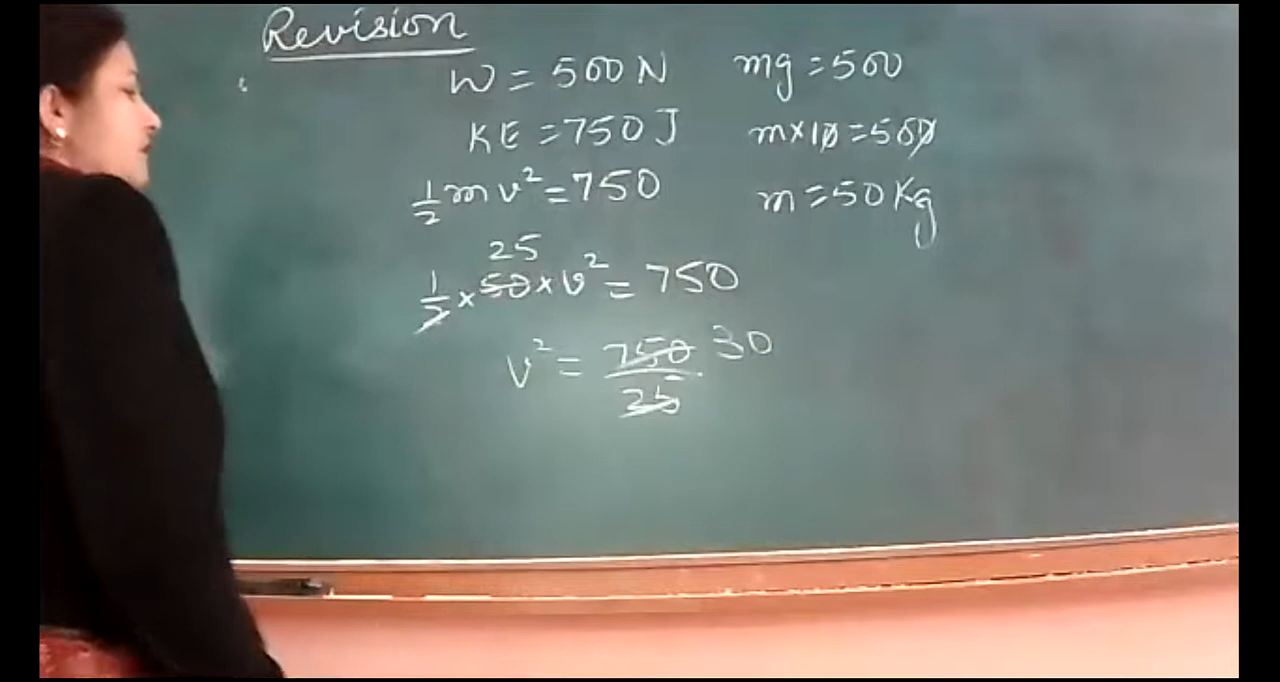 Revision
W = 500 N mg = 500
KE = 750 J m×10 = 500
1/2 mv² = 750 m = 50 Kg
25
1/2 × 50 × v² = 750
v² = 750/25 30